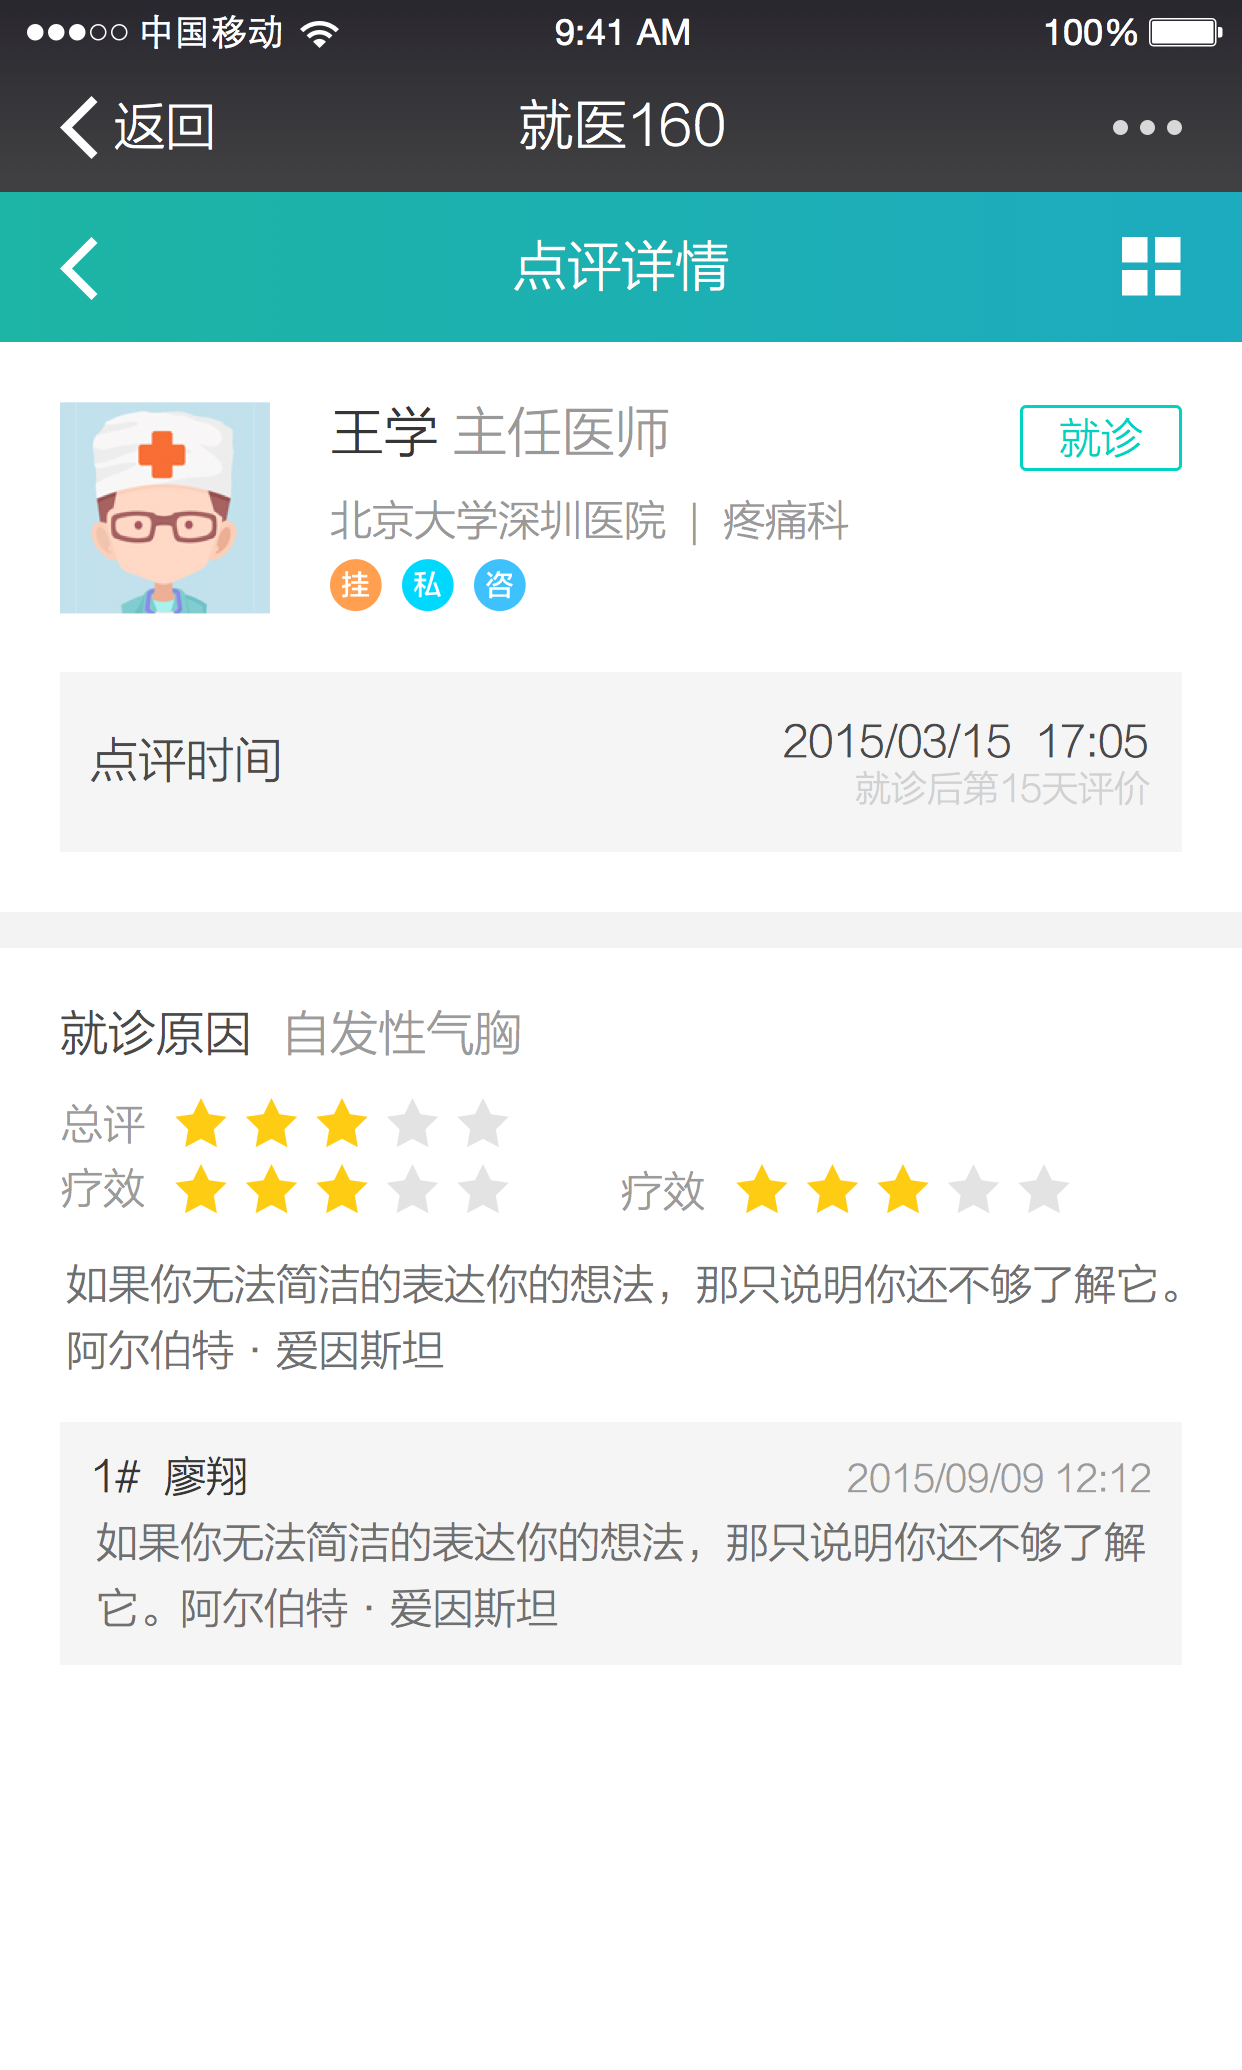 中国移动 9:41 AM 100%
返回 就医160
点评详情
王学 主任医师 就诊
北京大学深圳医院 | 疼痛科
挂 私 咨
点评时间 2015/03/15 17:05
就诊后第15天评价
就诊原因 自发性气胸
总评
疗效 疗效
如果你无法简洁的表达你的想法，那只说明你还不够了解它。
阿尔伯特·爱因斯坦
1# 廖翔 2015/09/09 12:12
如果你无法简洁的表达你的想法，那只说明你还不够了解
它。阿尔伯特·爱因斯坦